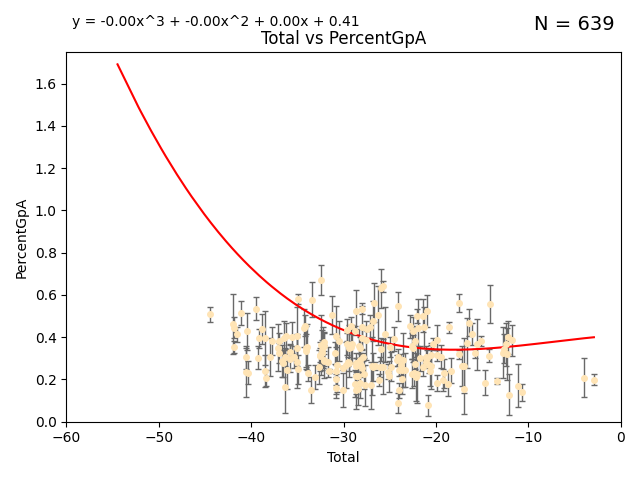 y = -0.00x^3 + -0.00x^2 + 0.00x + 0.41
N = 639
Total vs PercentGpA
PercentGpA
1.6
1.4
1.2
1.0
0.8
0.6
0.4
0.2
0.0
−60 −50 −40 −30 −20 −10 0
Total